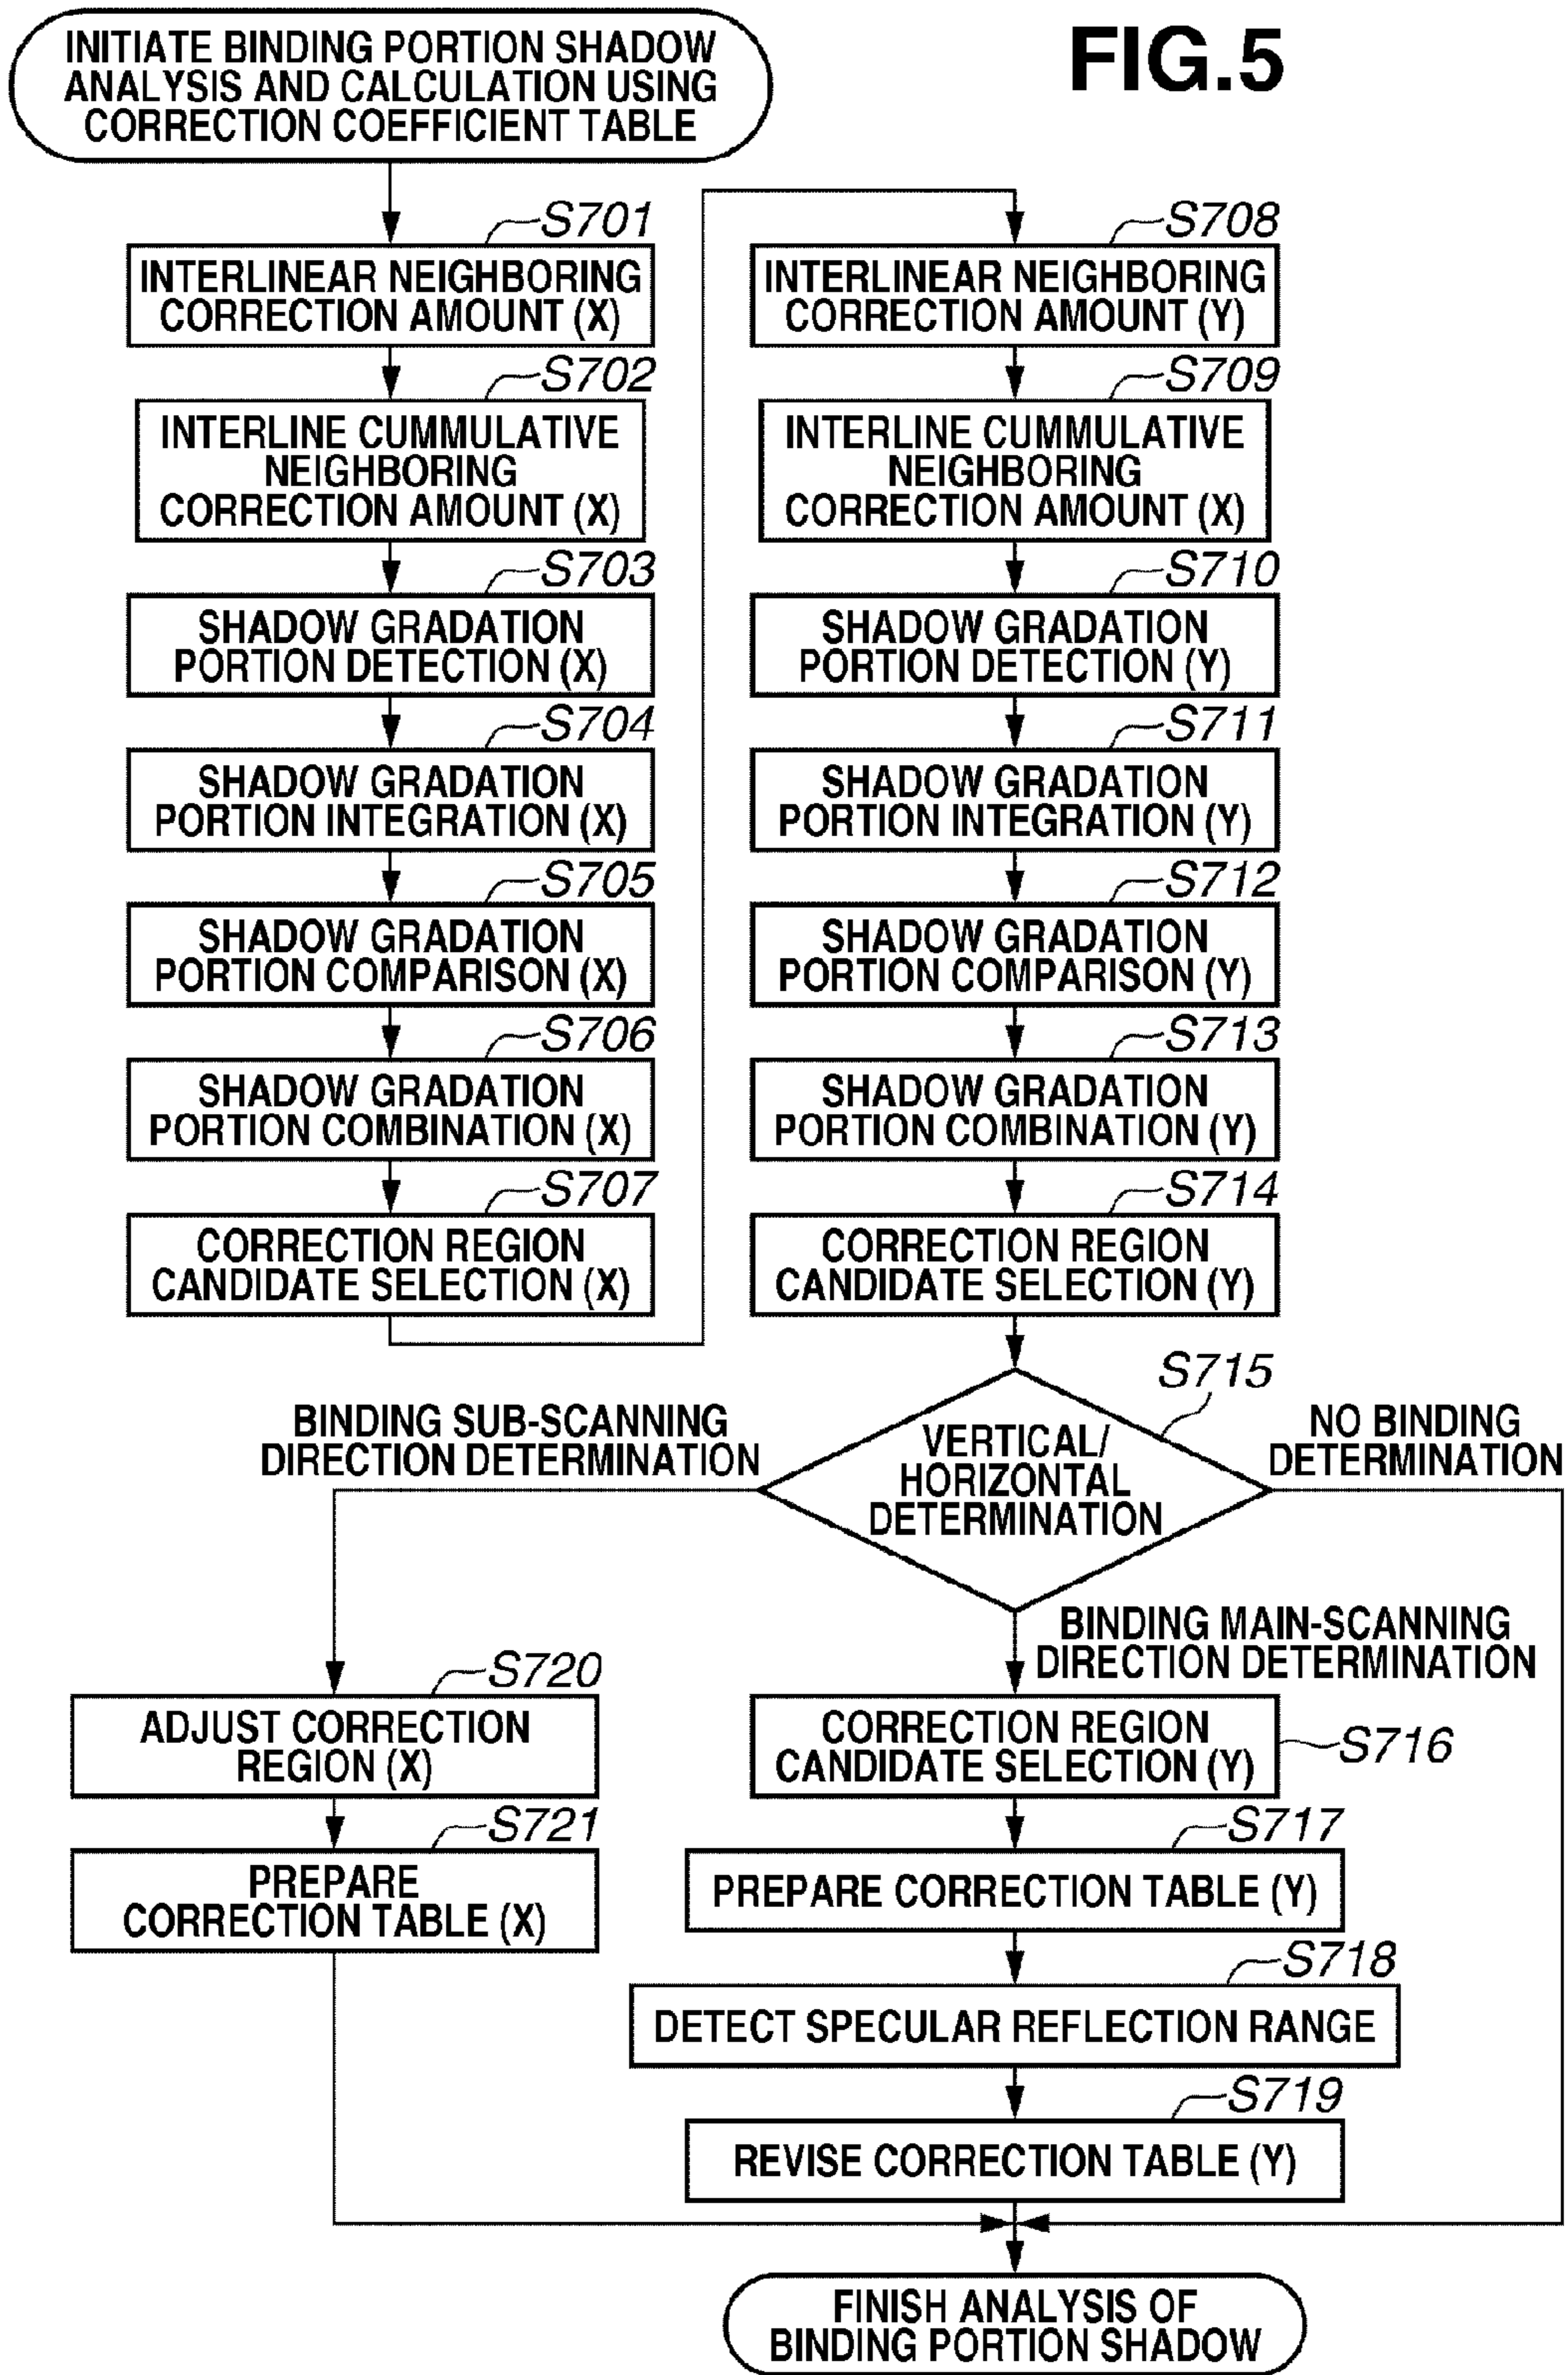 FIG.5
INITIATE BINDING PORTION SHADOW
ANALYSIS AND CALCULATION USING
CORRECTION COEFFICIENT TABLE
S701
INTERLINEAR NEIGHBORING
CORRECTION AMOUNT (X)
S702
INTERLINE CUMMULATIVE
NEIGHBORING
CORRECTION AMOUNT (X)
S703
SHADOW GRADATION
PORTION DETECTION (X)
S704
SHADOW GRADATION
PORTION INTEGRATION (X)
S705
SHADOW GRADATION
PORTION COMPARISON (X)
S706
SHADOW GRADATION
PORTION COMBINATION (X)
S707
CORRECTION REGION
CANDIDATE SELECTION (X)
S708
INTERLINEAR NEIGHBORING
CORRECTION AMOUNT (Y)
S709
INTERLINE CUMMULATIVE
NEIGHBORING
CORRECTION AMOUNT (X)
S710
SHADOW GRADATION
PORTION DETECTION (Y)
S711
SHADOW GRADATION
PORTION INTEGRATION (Y)
S712
SHADOW GRADATION
PORTION COMPARISON (Y)
S713
SHADOW GRADATION
PORTION COMBINATION (Y)
S714
CORRECTION REGION
CANDIDATE SELECTION (Y)
S715
VERTICAL/
HORIZONTAL
DETERMINATION
BINDING SUB-SCANNING
DIRECTION DETERMINATION
NO BINDING
DETERMINATION
BINDING MAIN-SCANNING
DIRECTION DETERMINATION
S720
ADJUST CORRECTION
REGION (X)
S721
PREPARE
CORRECTION TABLE (X)
CORRECTION REGION
CANDIDATE SELECTION (Y)
S716
S717
PREPARE CORRECTION TABLE (Y)
S718
DETECT SPECULAR REFLECTION RANGE
S719
REVISE CORRECTION TABLE (Y)
FINISH ANALYSIS OF
BINDING PORTION SHADOW